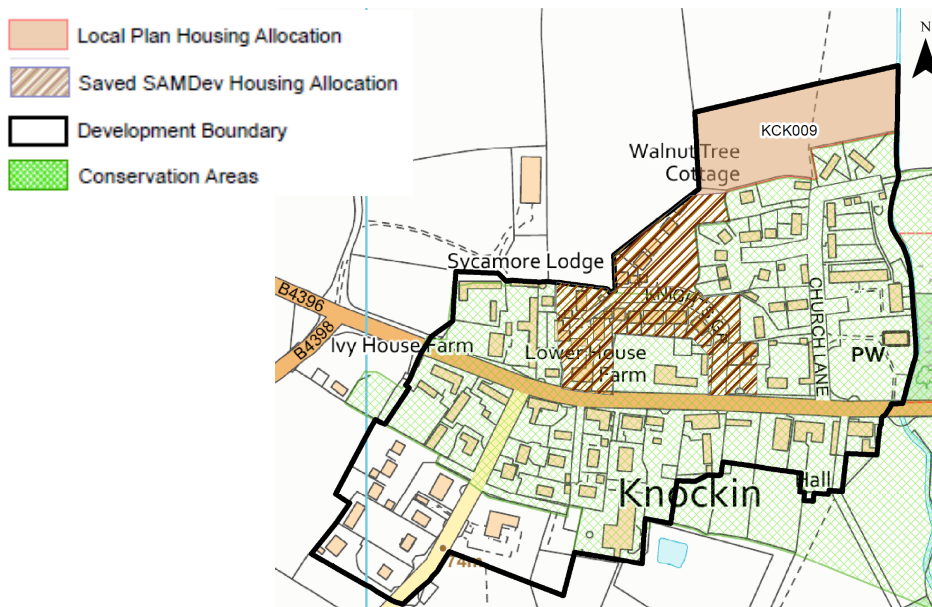 Local Plan Housing Allocation
Saved SAMDev Housing Allocation
Development Boundary
Conservation Areas
N
KCK009
Walnut Tree
Cottage
Sycamore Lodge
B4396
B4398
Ivy House Farm
Lower House
Farm
CHURCH LANE
PW
Knockin
Hall
74m